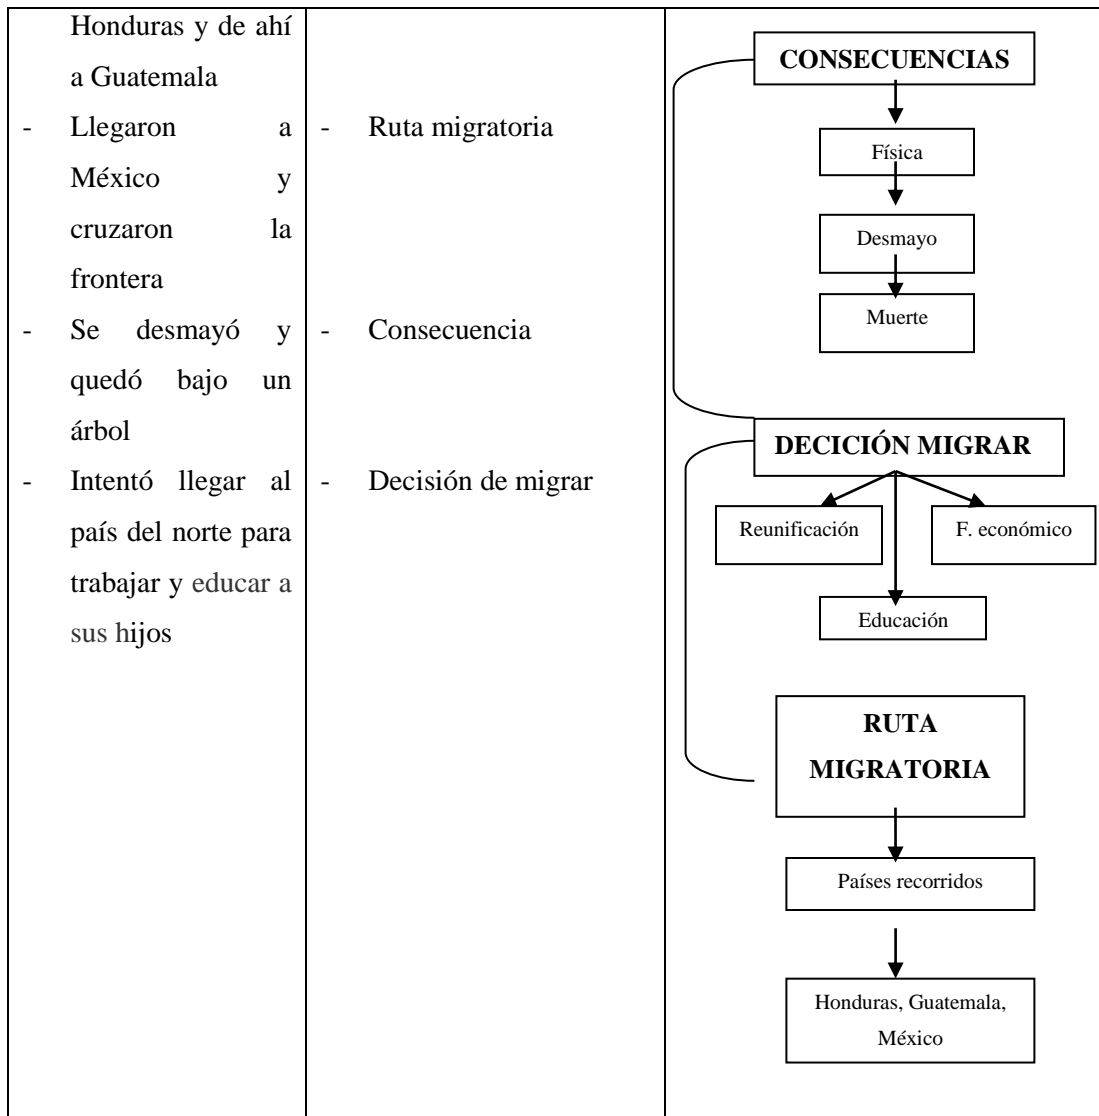 Honduras y de ahí
a Guatemala
- Llegaron a
México y
cruzaron la
frontera
- Se desmayó y
quedó bajo un
árbol
- Intentó llegar al
país del norte para
trabajar y educar a
sus hijos
- Ruta migratoria
- Consecuencia
- Decisión de migrar
CONSECUENCIAS
Física
Desmayo
Muerte
DECICIÓN MIGRAR
Reunificación
F. económico
Educación
RUTA
MIGRATORIA
Países recorridos
Honduras, Guatemala,
México